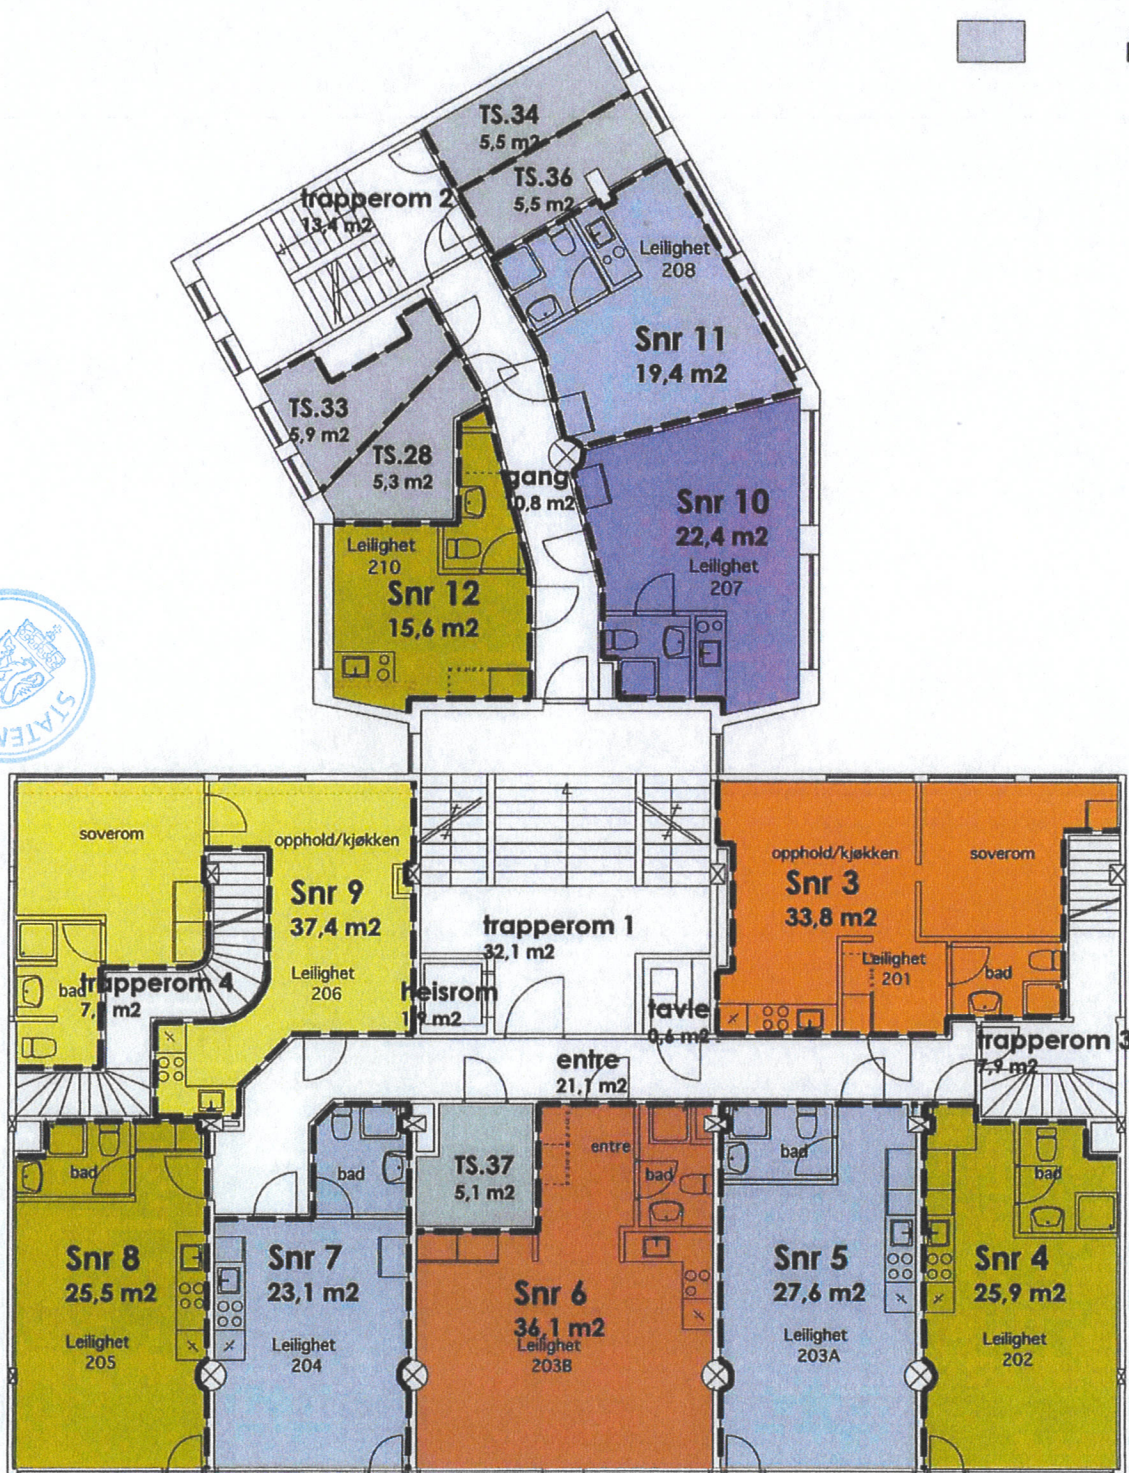 TS.34
5,5 m2
TS.36
5,5 m2
trapperom 2
13,4 m2
Leilighet
208
Snr 11
19,4 m2
TS.33
5,9 m2
TS.28
5,3 m2
gang
Snr 10
22,4 m2
Leilighet
207
Leilighet
210
Snr 12
15,6 m2
STATEN
soverom
opphold/kjøkken
Snr 9
37,4 m2
Leilighet
206
bad
trapperom 4
m2
trapperom 1
32,1 m2
heisrom
1,9 m2
tavle
0,6 m2
opphold/kjøkken
soverom
Snr 3
33,8 m2
Leilighet
201
bad
trapperom 3
7,9 m2
entre
21,1 m2
bad
Snr 8
25,5 m2
Leilighet
205
bad
Snr 7
23,1 m2
Leilighet
204
TS.37
5,1 m2
entre
bad
Snr 6
36,1 m2
Leilighet
203B
bad
Snr 5
27,6 m2
Leilighet
203A
bad
Snr 4
25,9 m2
Leilighet
202